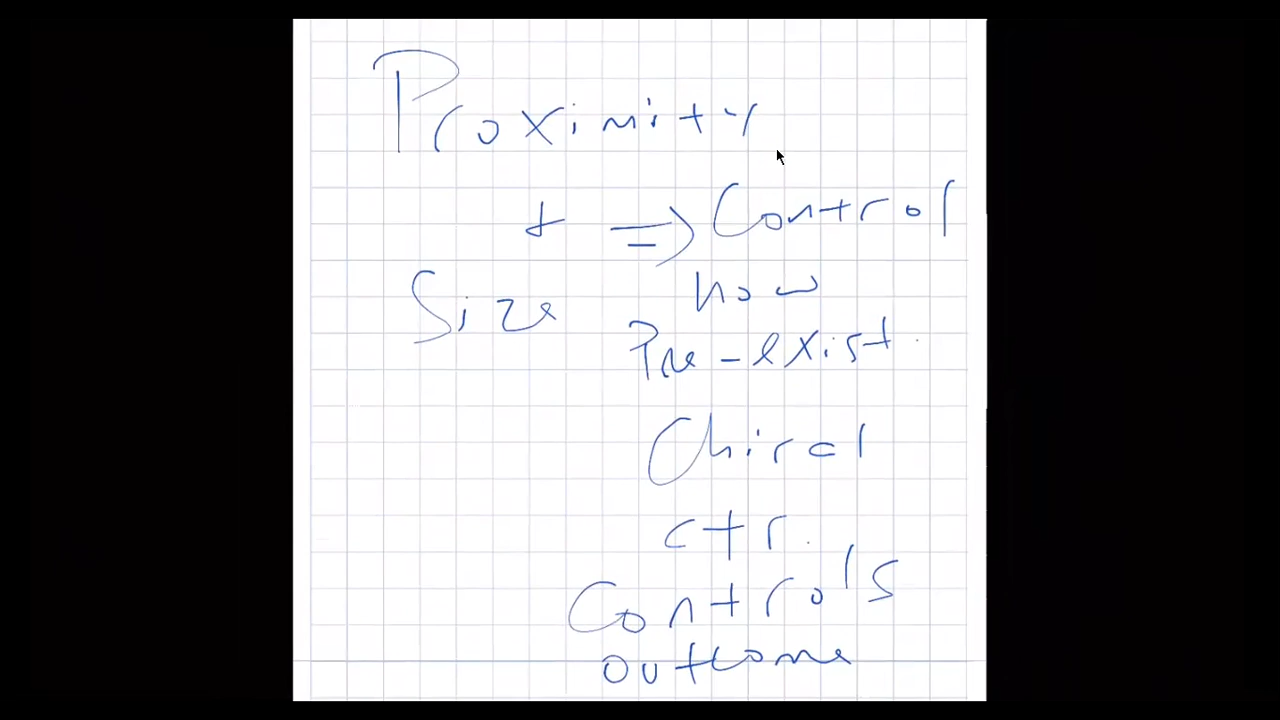 Proximity
+ => Control
Size
how
Pre-exist.
Chiral
ctr.
Controls
outcome